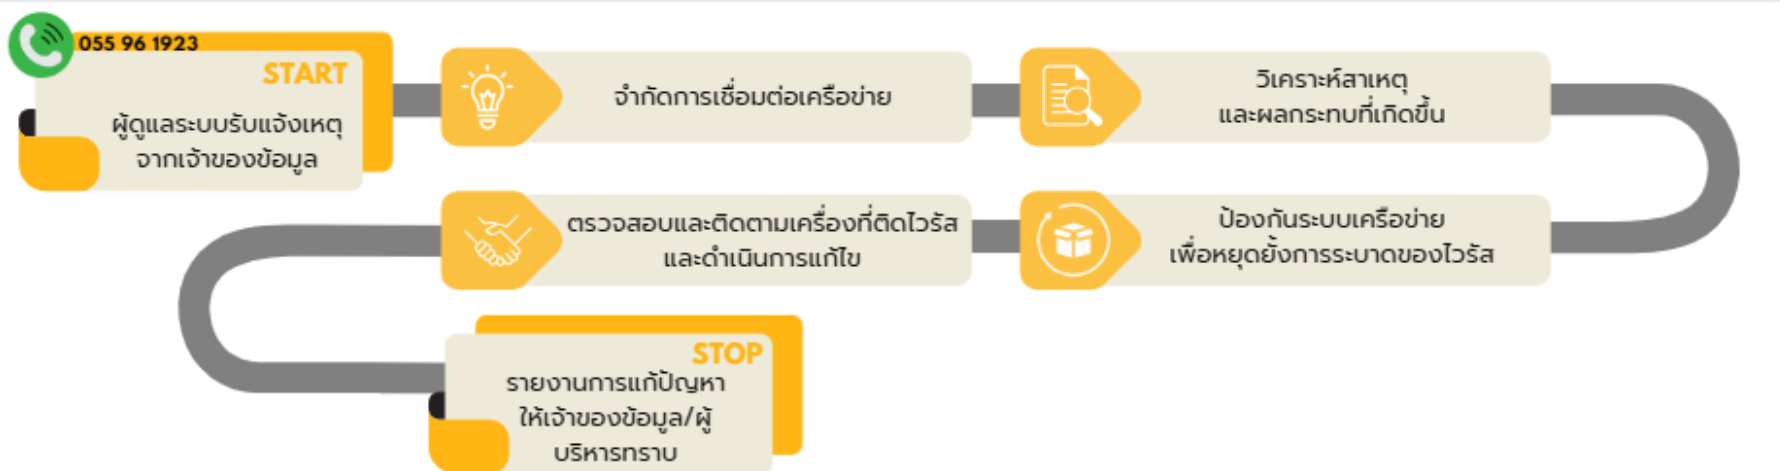 055 96 1923
START
ผู้ดูแลระบบรับแจ้งเหตุ
จากเจ้าของข้อมูล
จำกัดการเชื่อมต่อเครือข่าย
วิเคราะห์สาเหตุ
และผลกระทบที่เกิดขึ้น
ป้องกันระบบเครือข่าย
เพื่อหยุดยั้งการระบาดของไวรัส
ตรวจสอบและติดตามเครื่องที่ติดไวรัส
และดำเนินการแก้ไข
STOP
รายงานการแก้ปัญหา
ให้เจ้าของข้อมูล/ผู้
บริหารทราบ